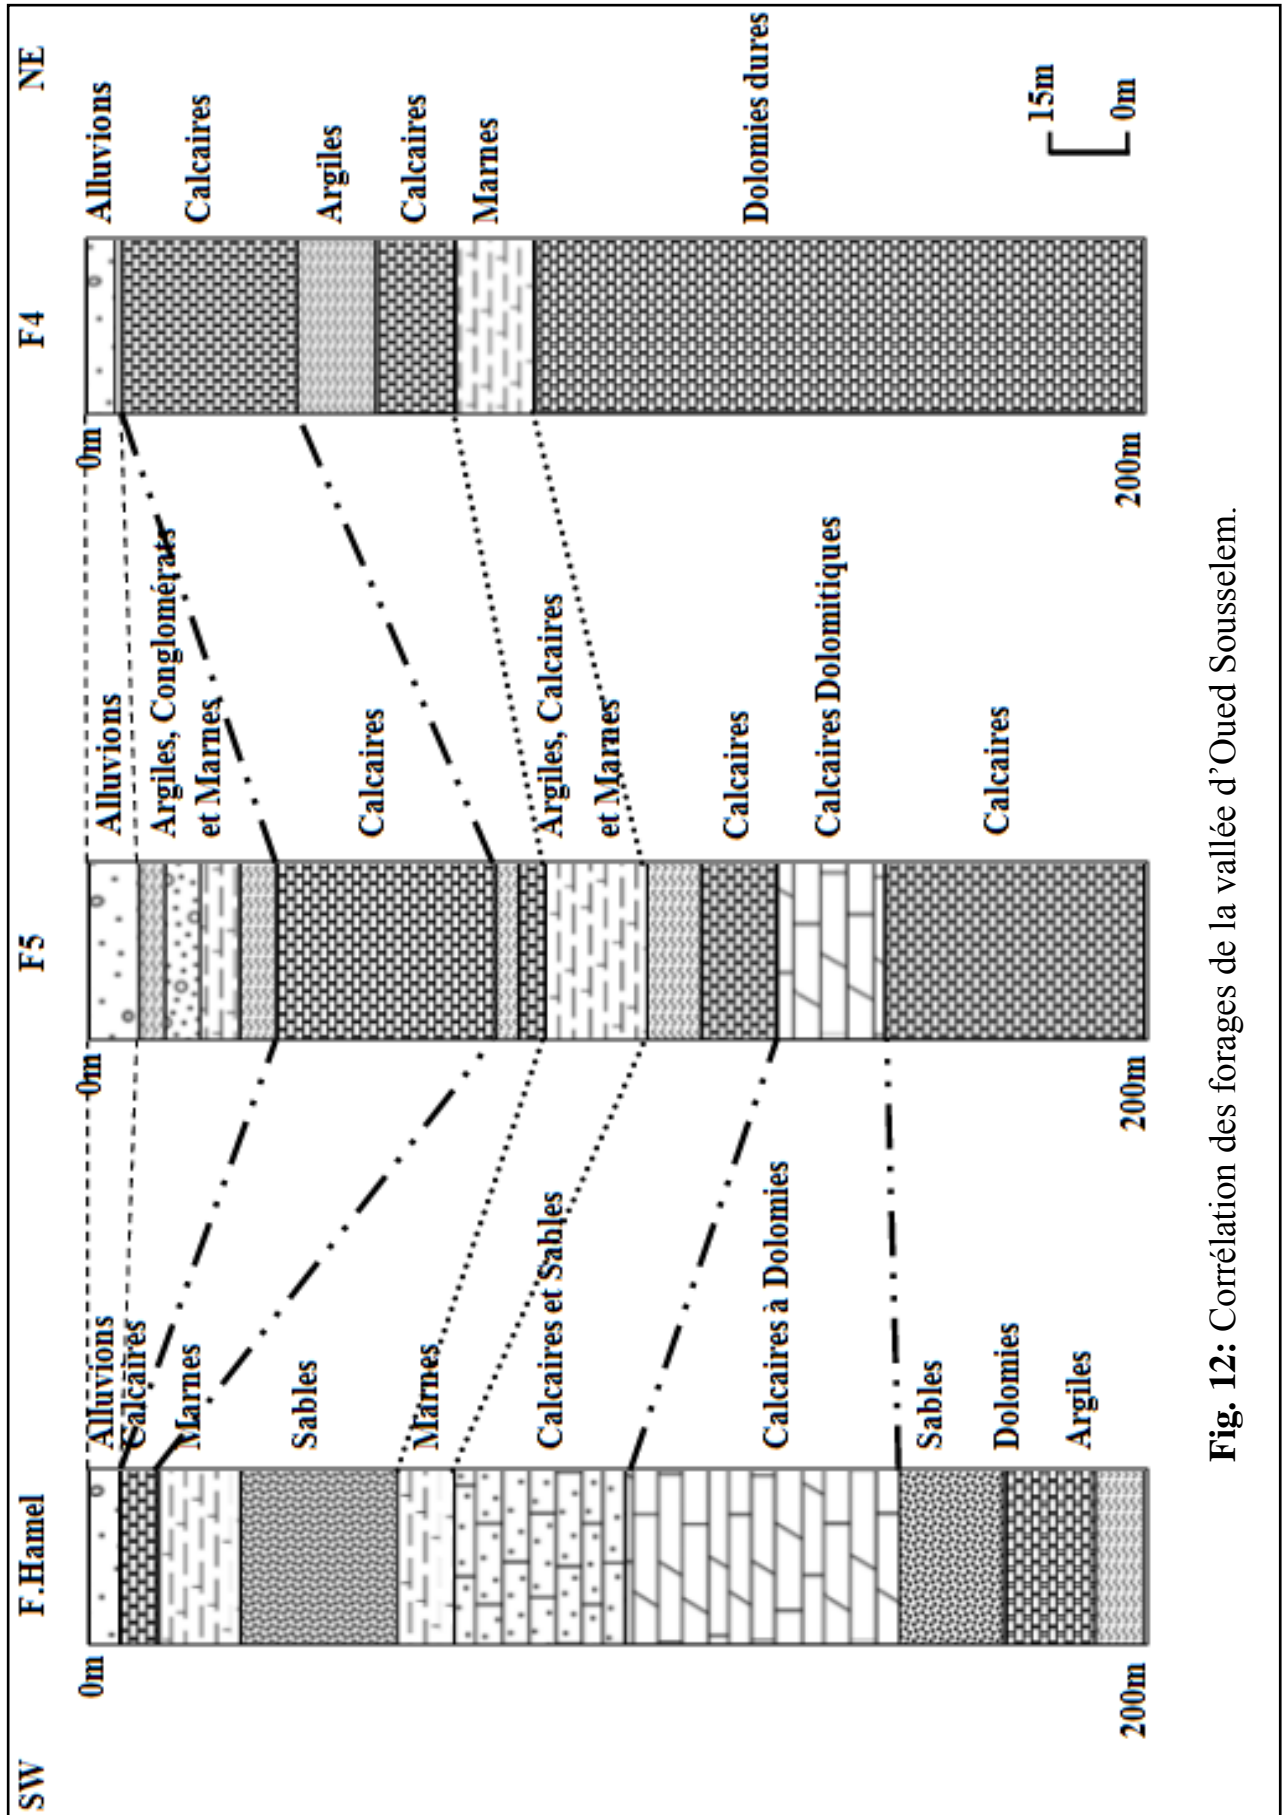 SW
F.Hamel
F5
F4
NE
0m
Alluvions
Calcaires
Marnes
Sables
Marnes
Calcaires et Sables
Calcaires à Dolomies
Sables
Dolomies
Argiles
200m
0m
Alluvions
Argiles, Conglomérats
et Marnes
Calcaires
Argiles, Calcaires
et Marnes
Calcaires
Calcaires Dolomitiques
Calcaires
200m
0m
Alluvions
Calcaires
Argiles
Calcaires
Marnes
Dolomies dures
200m
15m
0m
Fig. 12: Corrélation des forages de la vallée d'Oued Sousselem.